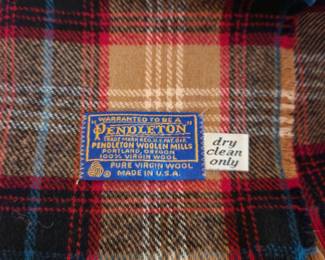 "WARRANTED TO BE A
"PENDLETON"
TRADE MARK REG. U.S. PAT. OFF.
PENDLETON WOOLEN MILLS
PORTLAND, OREGON
100% VIRGIN WOOL
PURE VIRGIN WOOL
MADE IN U.S.A.
dry
clean
only